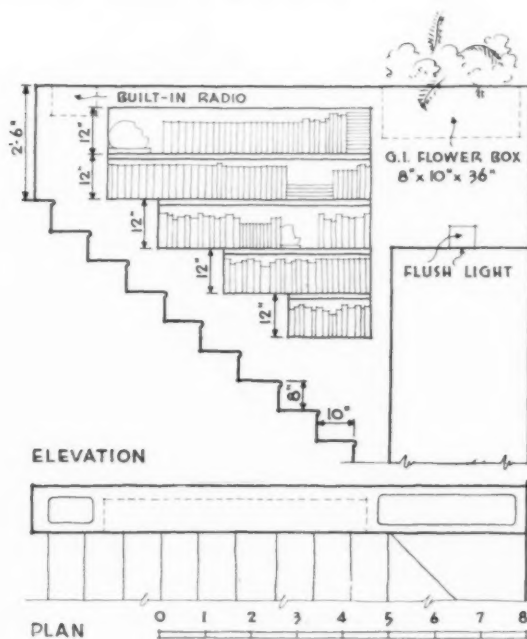 BUILT-IN RADIO
2'-6"
12"
12"
12"
12"
12"
G.I. FLOWER BOX
8" x 10" x 36"
FLUSH LIGHT
8"
10"
ELEVATION
PLAN
0 1 2 3 4 5 6 7 8